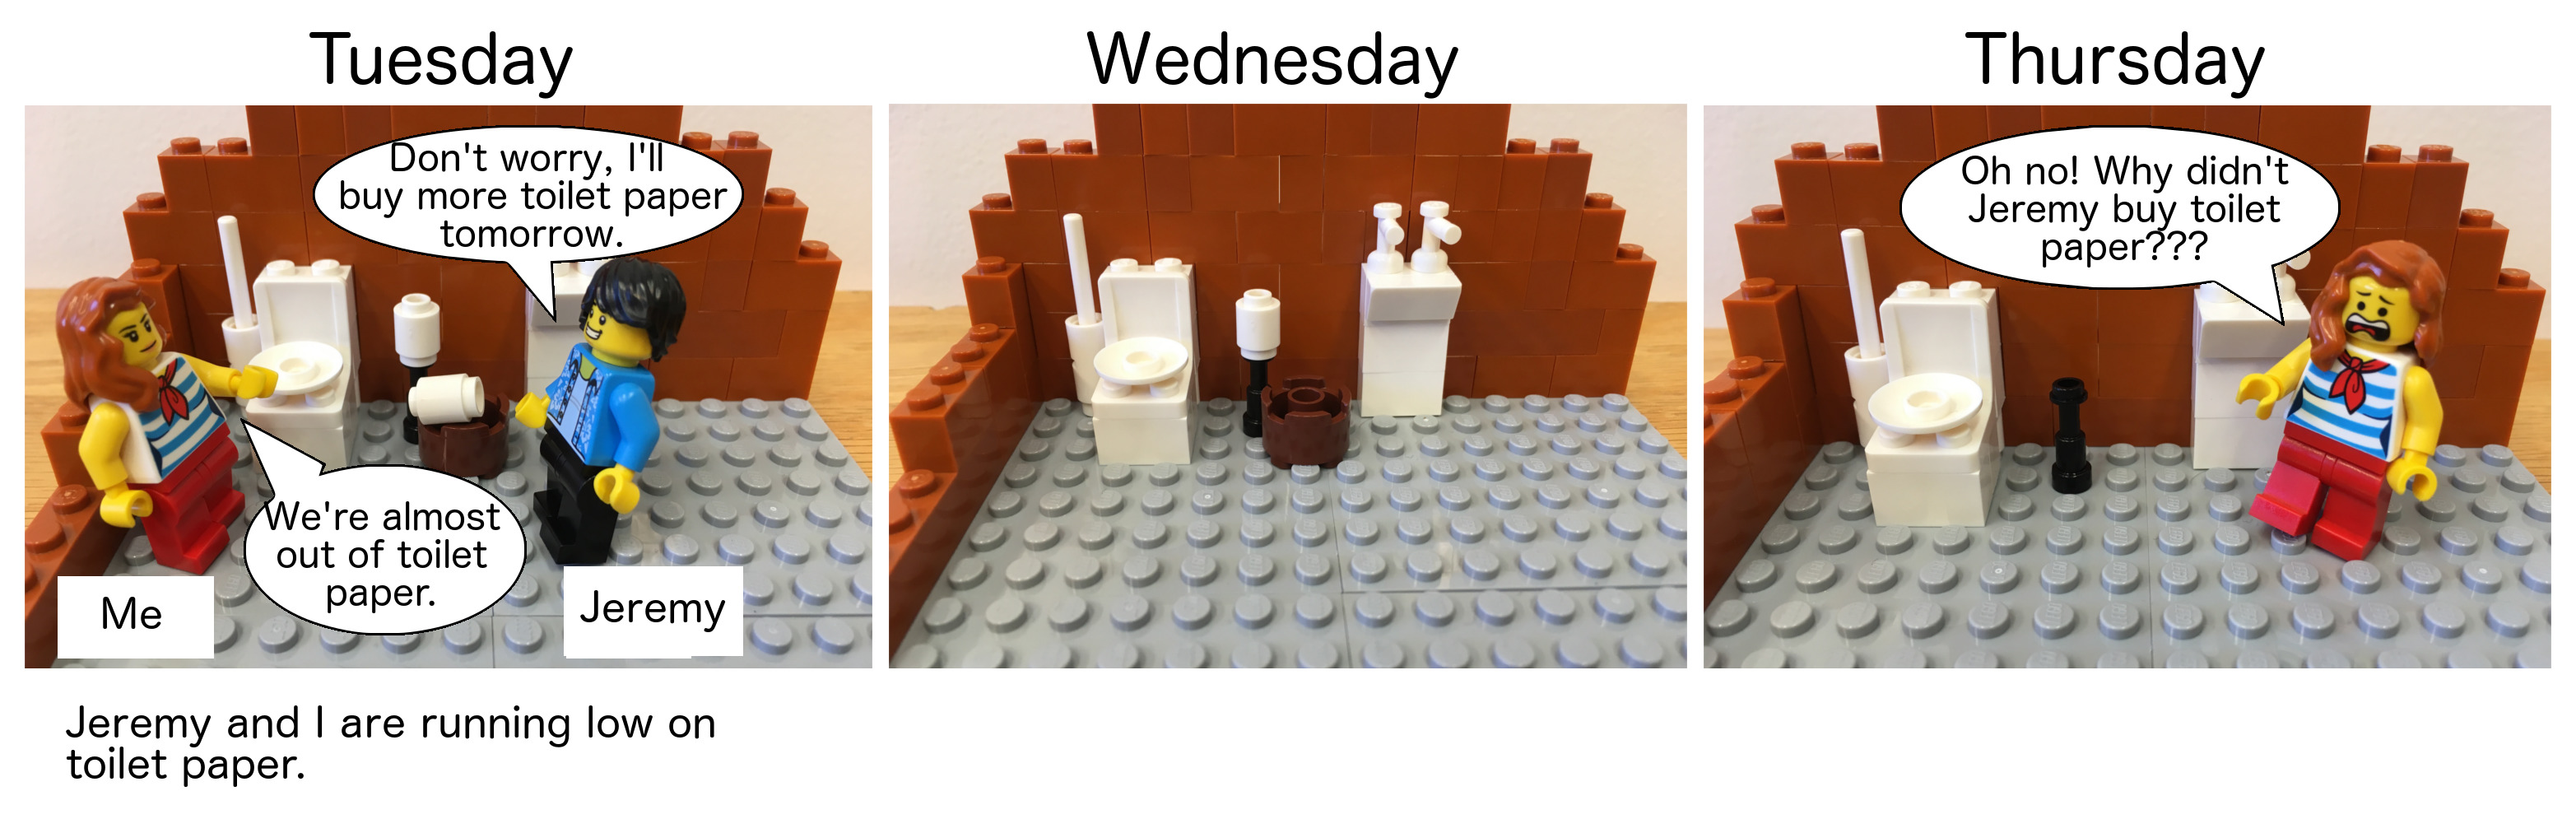 Tuesday
Don't worry, I'll
buy more toilet paper
tomorrow.
We're almost
out of toilet
paper.
Me
Jeremy
Jeremy and I are running low on
toilet paper.
Wednesday
Thursday
Oh no! Why didn't
Jeremy buy toilet
paper???